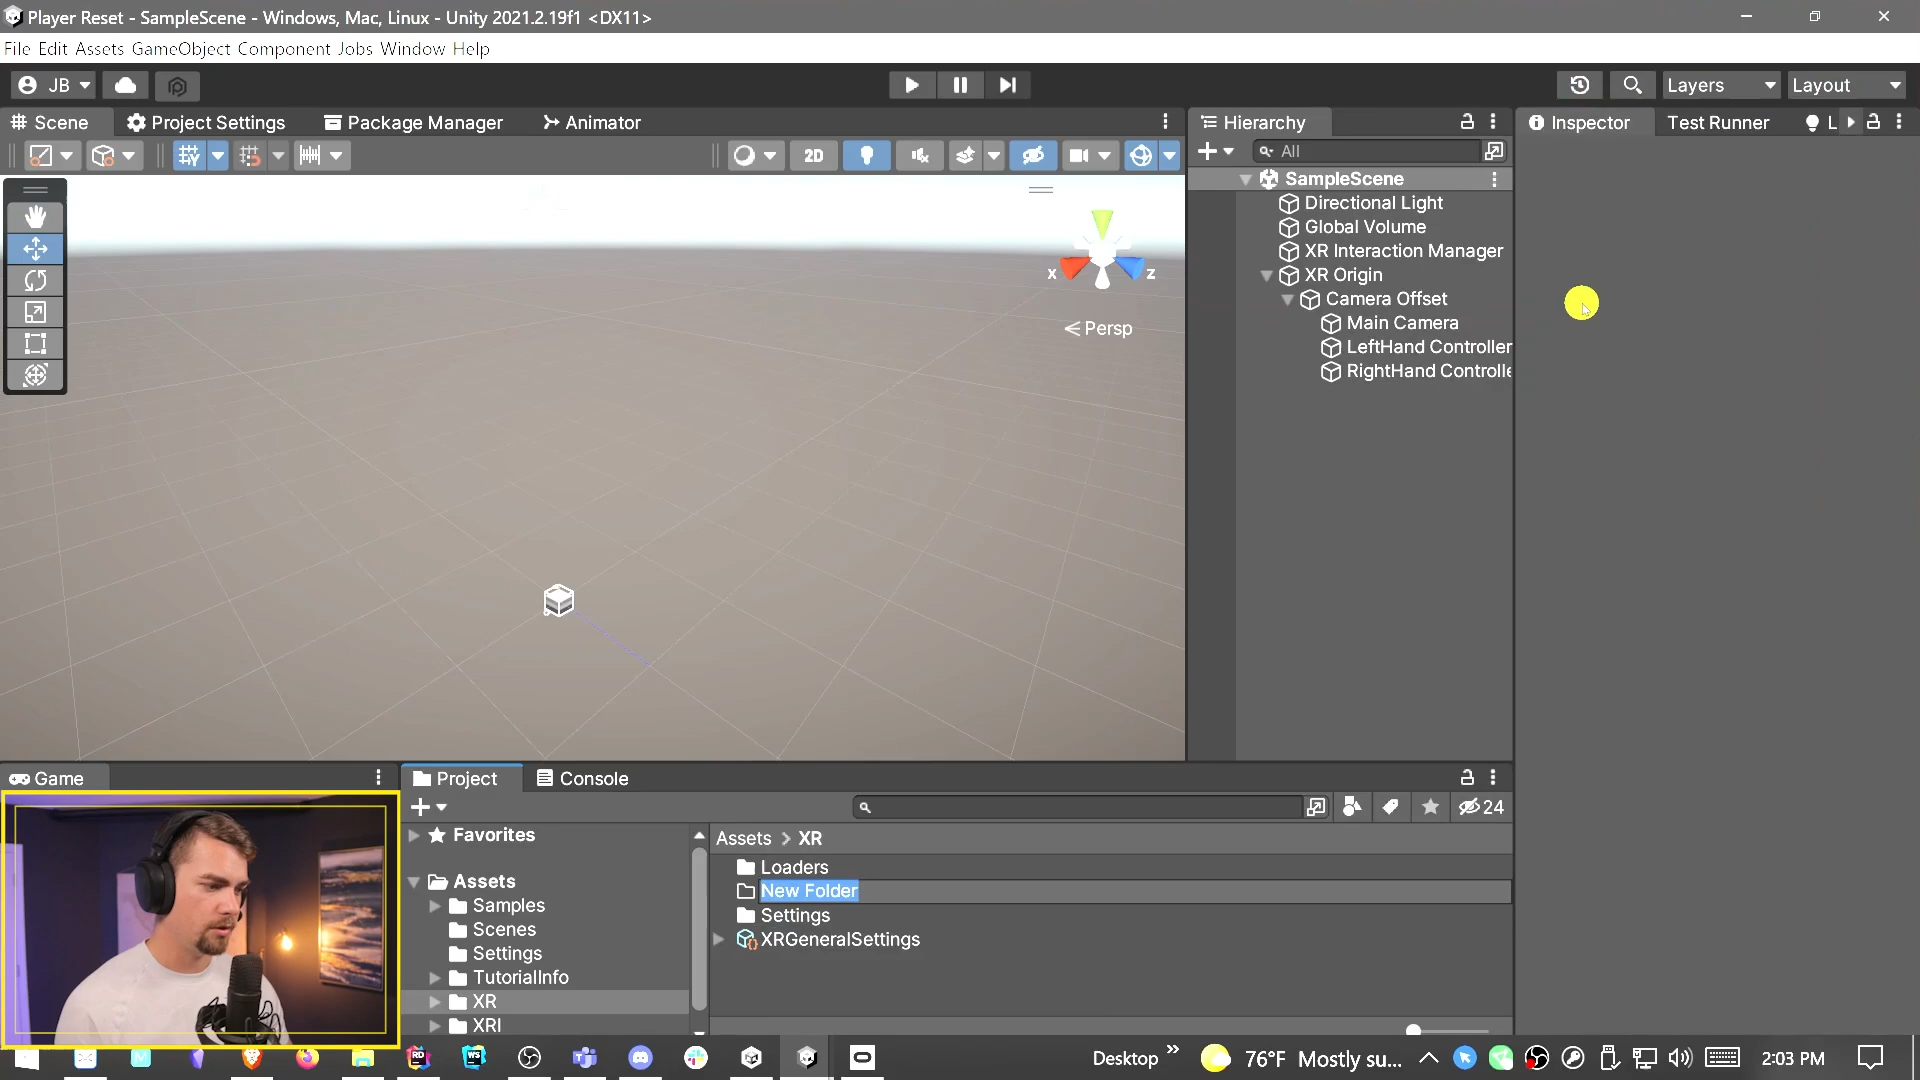 Player Reset - SampleScene - Windows, Mac, Linux - Unity 2021.2.19f1 <DX11>
File Edit Assets GameObject Component Jobs Window Help
JB
Layers
Layout
Scene
Project Settings
Package Manager
Animator
Hierarchy
Inspector
Test Runner
L
2D
All
SampleScene
Directional Light
Global Volume
XR Interaction Manager
XR Origin
Camera Offset
Main Camera
LeftHand Controller
RightHand Controlle
x
z
Persp
Game
Project
Console
24
Favorites
Assets > XR
Assets
Samples
Scenes
Settings
TutorialInfo
XR
XRI
Loaders
New Folder
Settings
XRGeneralSettings
Desktop
76°F Mostly su...
2:03 PM